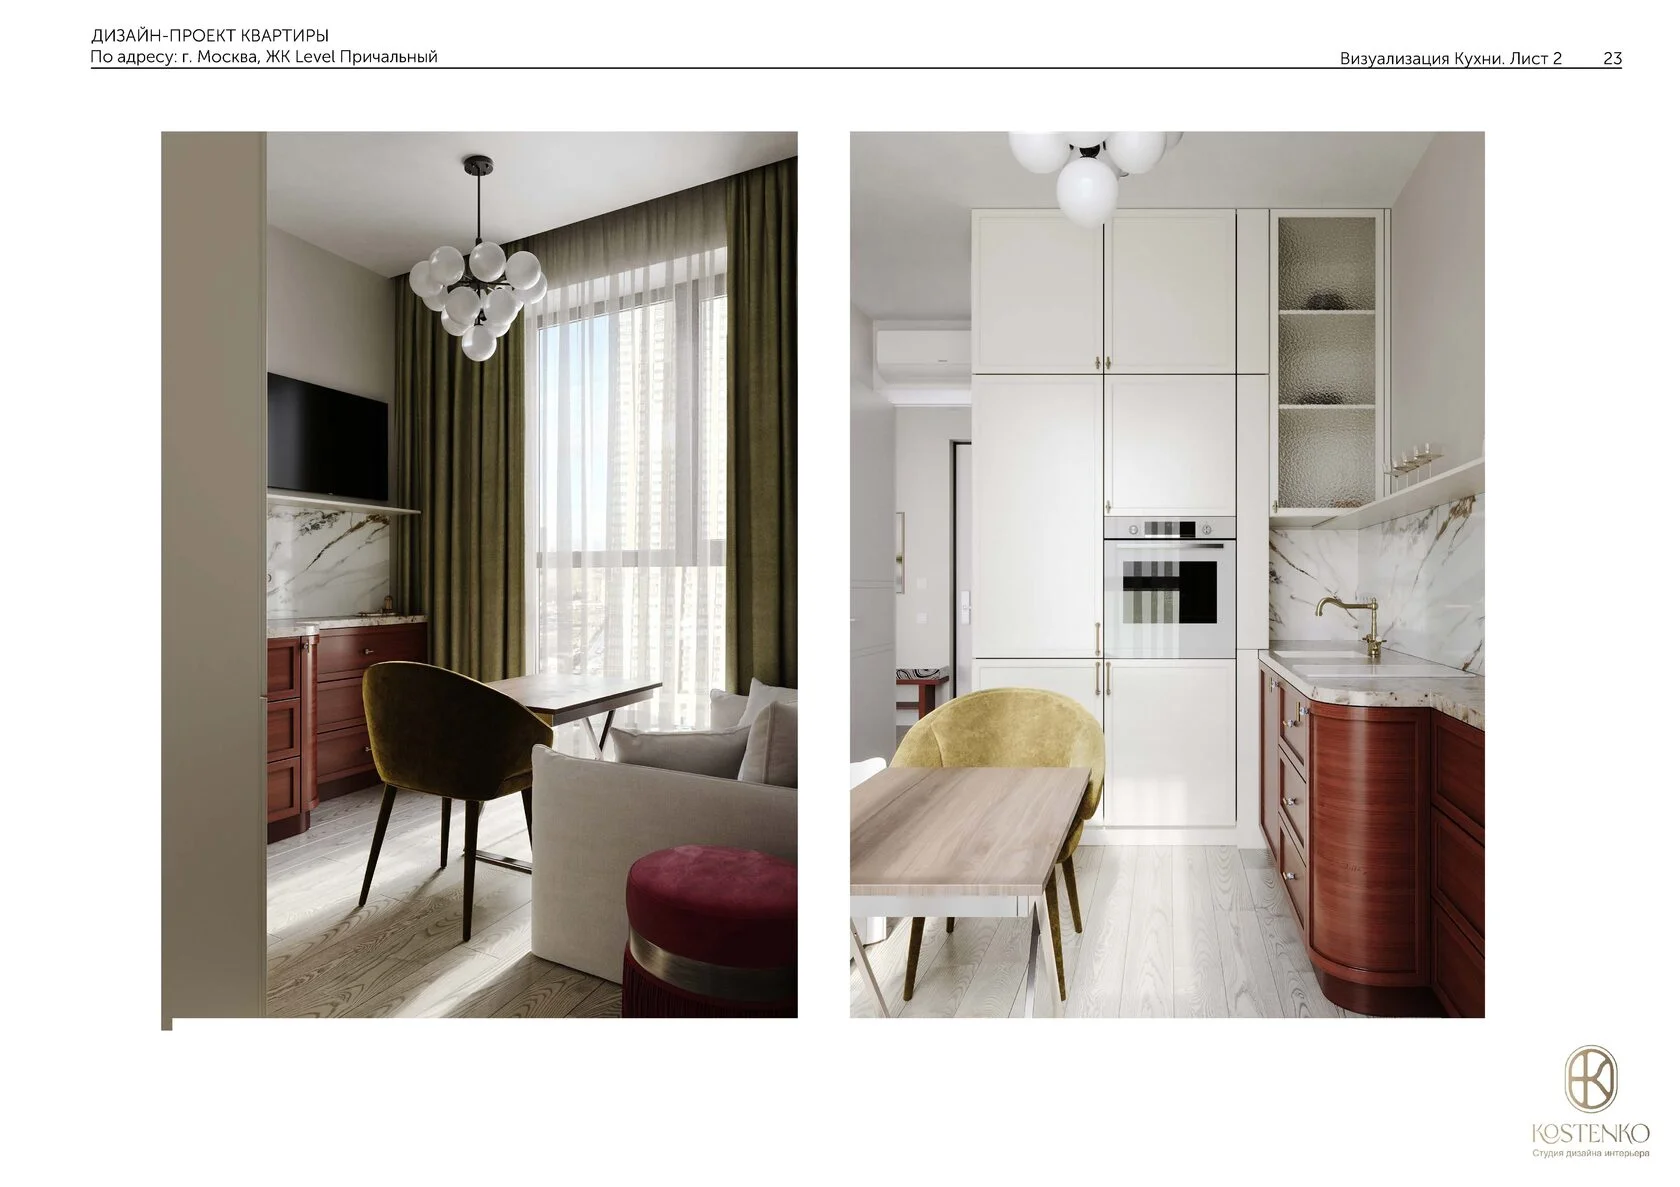 ДИЗАЙН-ПРОЕКТ КВАРТИРЫ
По адресу: г. Москва, ЖК Level Причальный
Визуализация Кухни. Лист 2 23
KOSTENKO
Студия дизайна интерьера